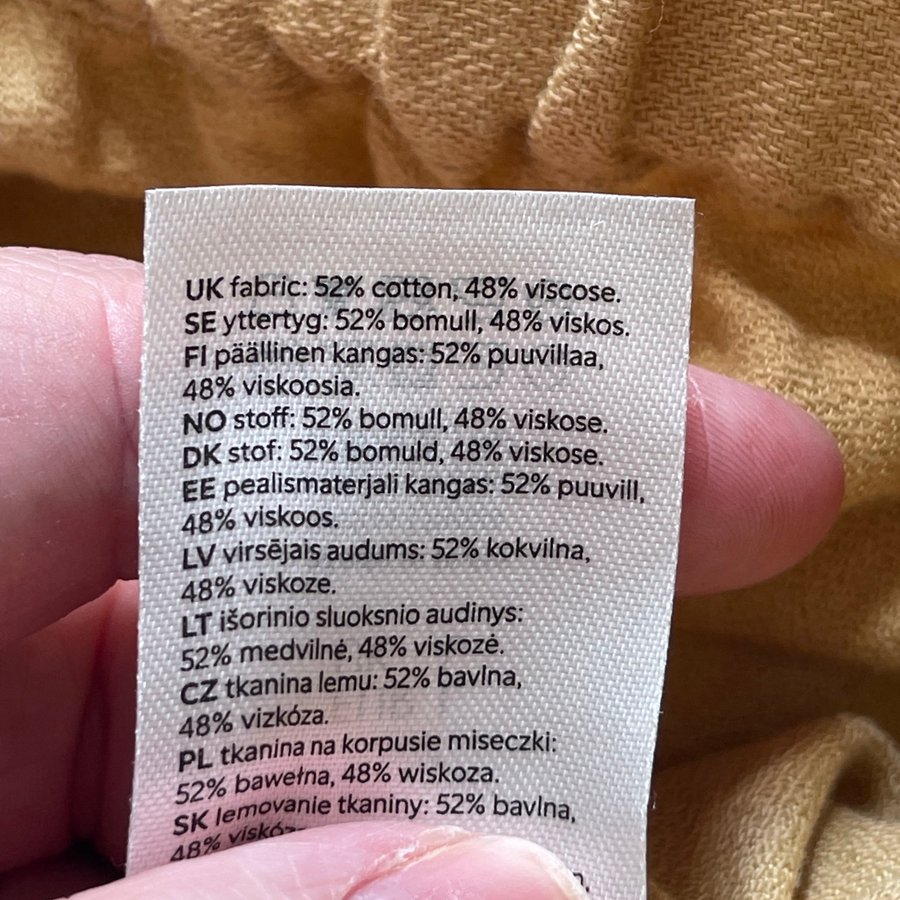 UK fabric: 52% cotton, 48% viscose.
SE yttertyg: 52% bomull, 48% viskos.
FI päällinen kangas: 52% puuvillaa,
48% viskoosia.
NO stoff: 52% bomull, 48% viskose.
DK stof: 52% bomuld, 48% viskose.
EE pealismaterjali kangas: 52% puuvill,
48% viskoos.
LV virsējais audums: 52% kokvilna,
48% viskoze.
LT išorinio sluoksnio audinys:
52% medvilnė, 48% viskozė.
CZ tkanina lemu: 52% bavlna,
48% vizkóza.
PL tkanina na korpusie miseczki:
52% bawełna, 48% wiskoza.
SK lemovanie tkaniny: 52% bavlna,
48%